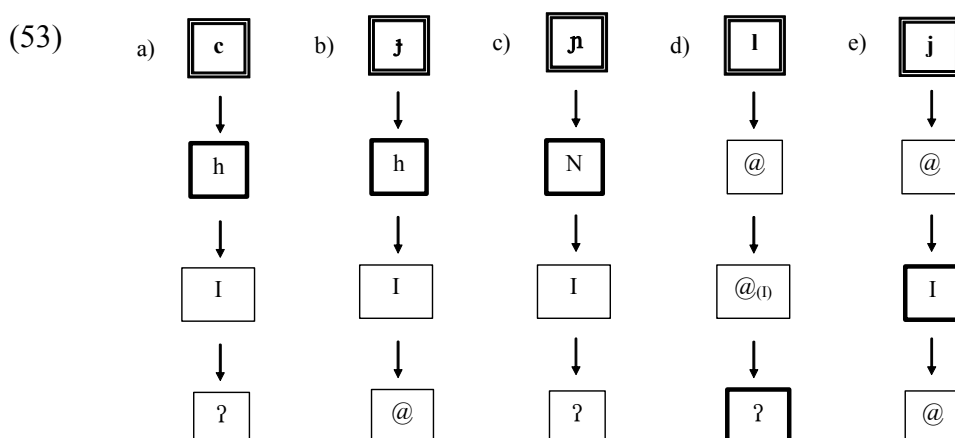 (53) a) c b) ɟ c) ɲ d) l e) j
h h N @ @
I I I @(I) I
ʔ @ ʔ ʔ @